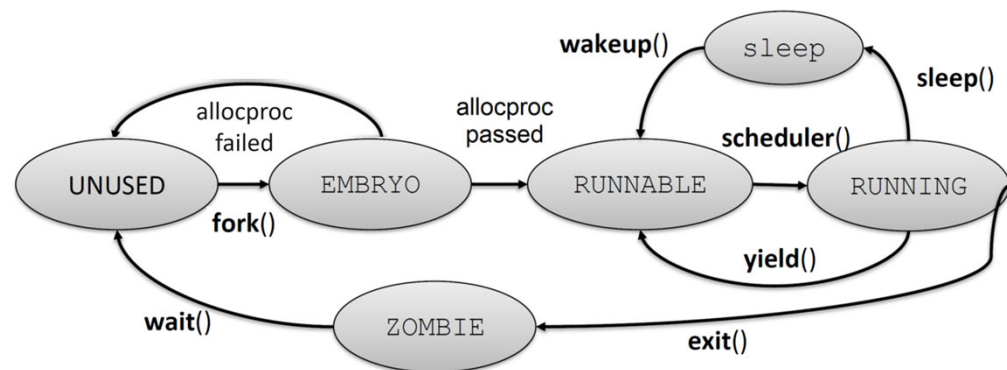 wakeup()
sleep
sleep()
allocproc
failed
allocproc
passed
scheduler()
UNUSED
EMBRYO
RUNNABLE
RUNNING
fork()
yield()
wait()
ZOMBIE
exit()